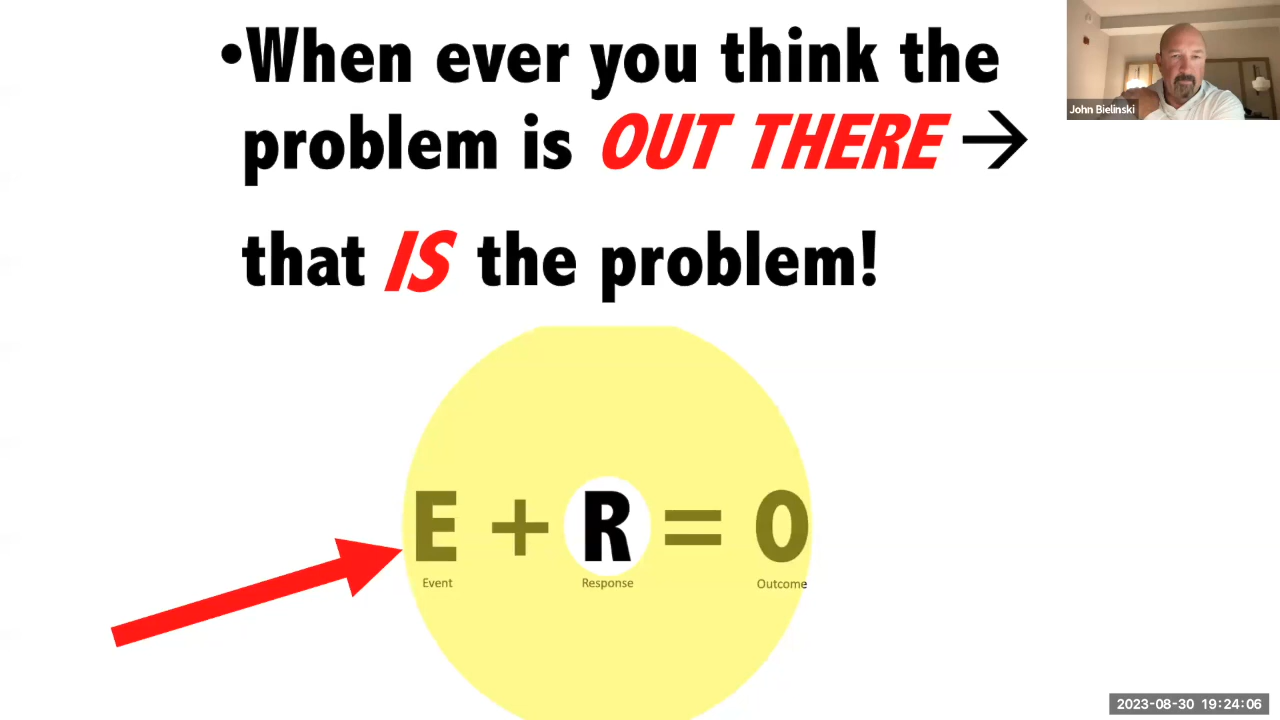 •When ever you think the
problem is OUT THERE →
that IS the problem!
John Bielinski
E + R = O
Event Response Outcome
2023-08-30 19:24:06